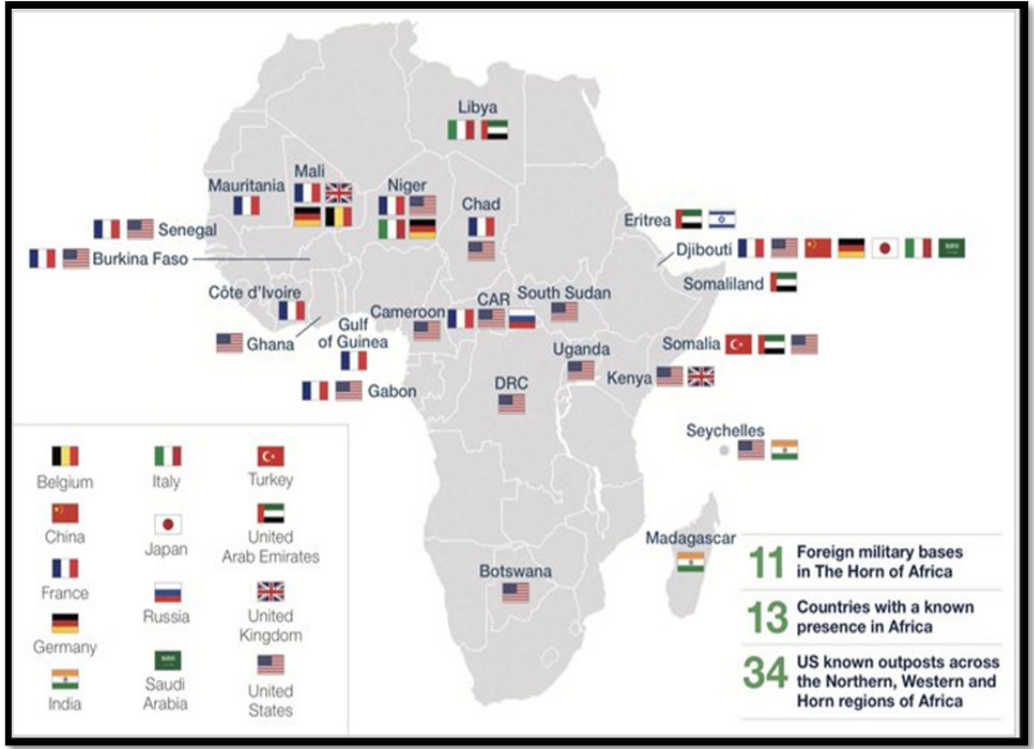 Libya
Mali
Mauritania
Niger
Chad
Senegal
Eritrea
Djibouti
Burkina Faso
Somaliland
Côte d'Ivoire
Cameroon
CAR
South Sudan
Ghana
Gulf
of Guinea
Somalia
Uganda
Kenya
Gabon
DRC
Seychelles
Madagascar
Botswana
Belgium
Italy
Turkey
China
Japan
United
Arab Emirates
France
Russia
United
Kingdom
Germany
India
Saudi
Arabia
United
States
11 Foreign military bases
in The Horn of Africa
13 Countries with a known
presence in Africa
34 US known outposts across
the Northern, Western and
Horn regions of Africa